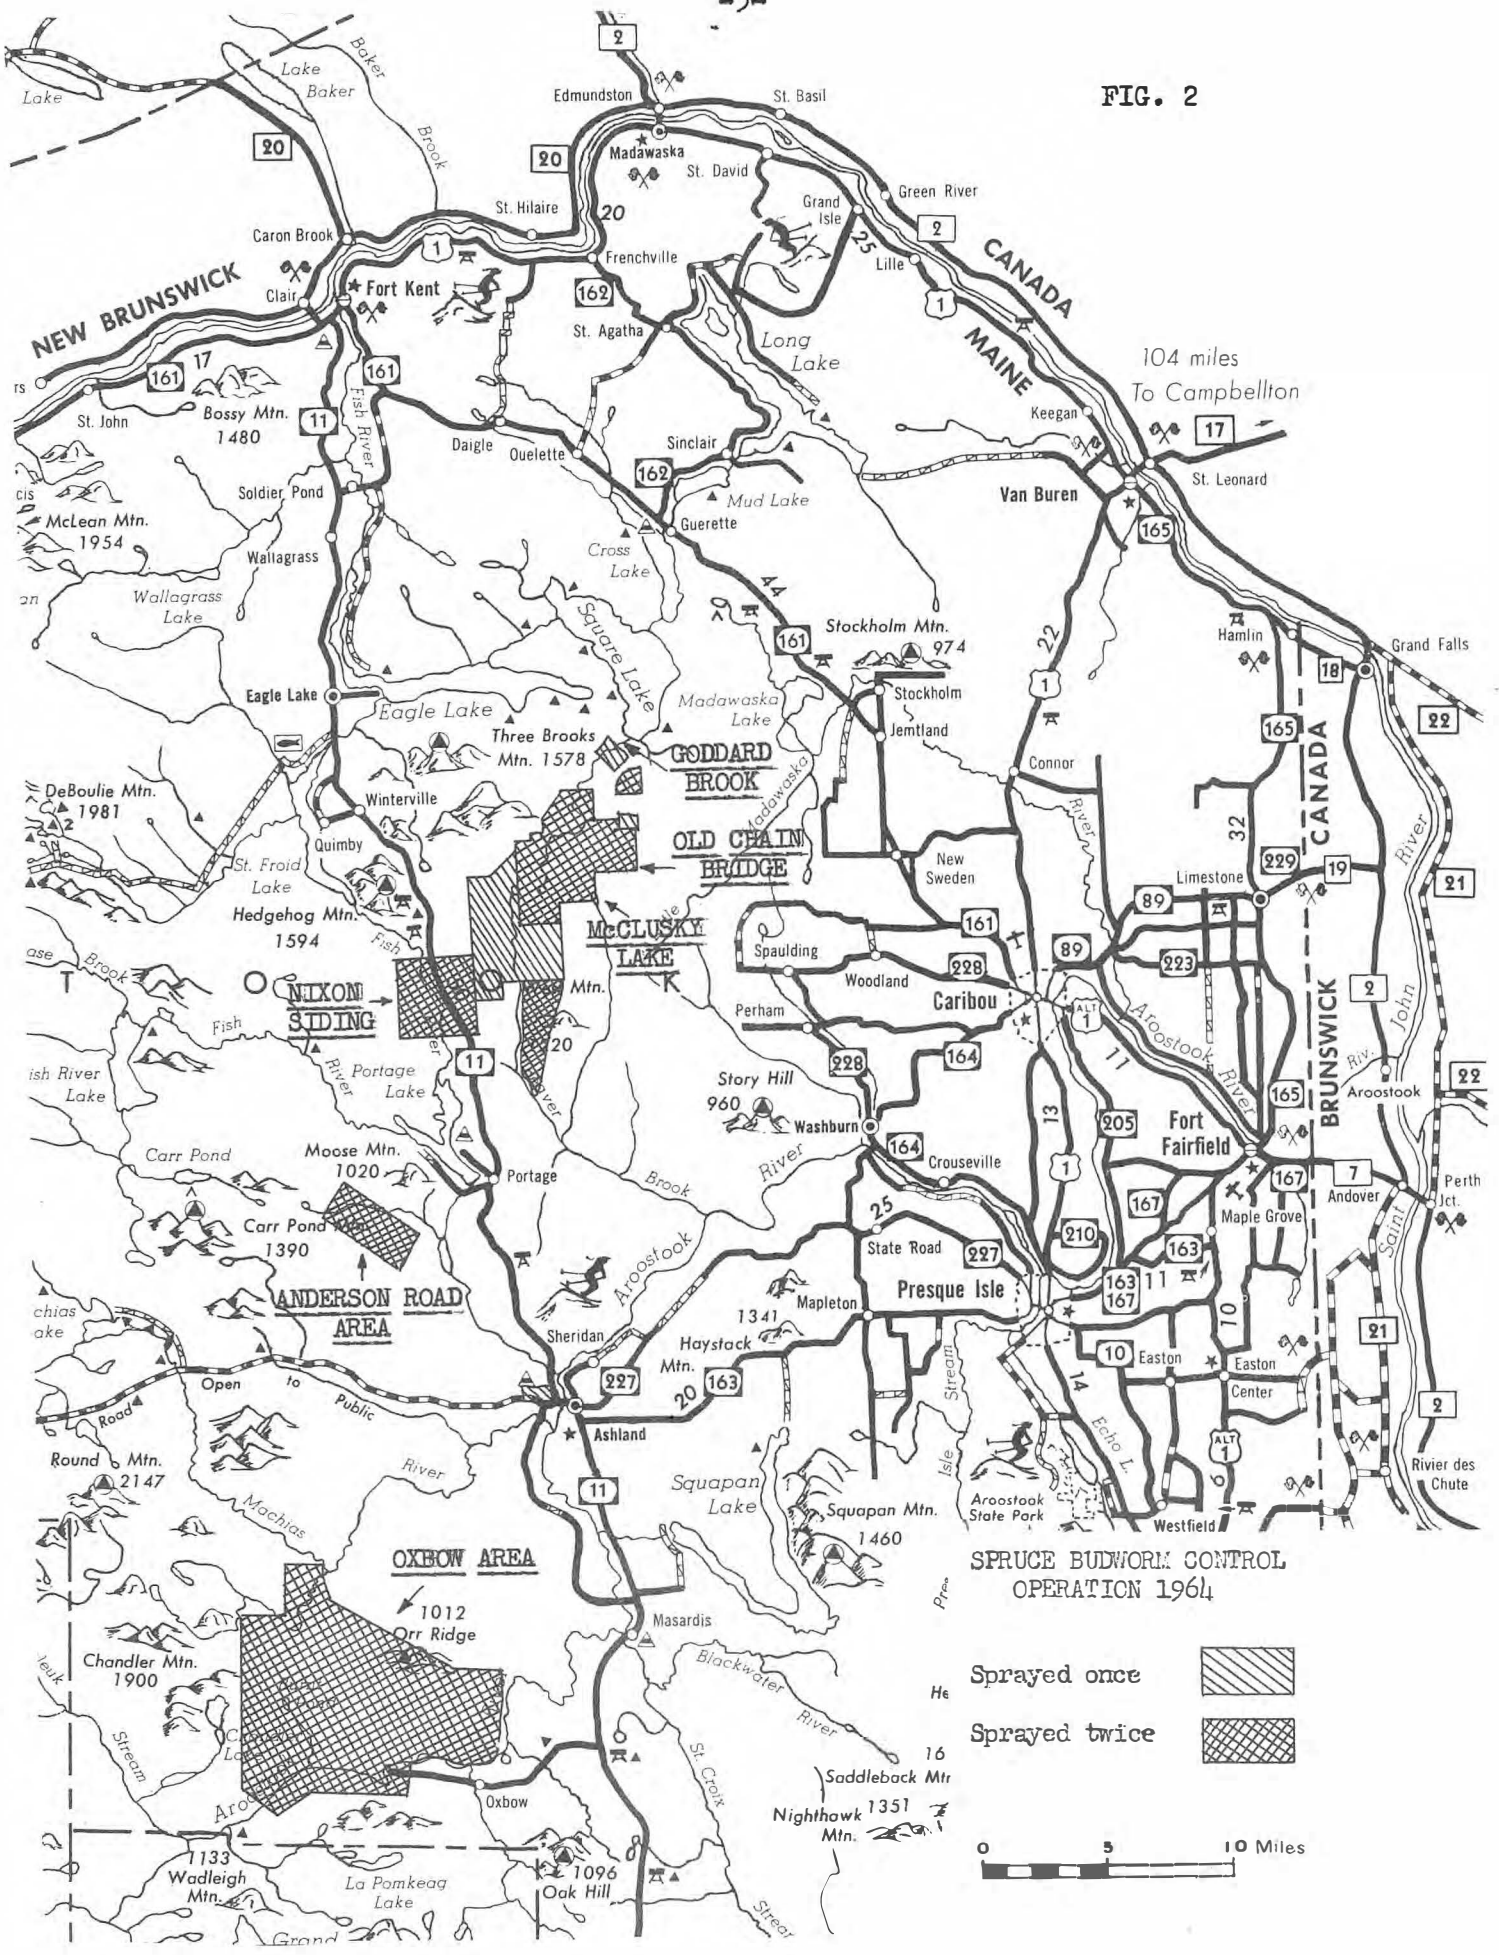 FIG. 2
2
Edmundston
St. Basil
Lake
Lake
Baker
Baker
Brook
20
20
Madawaska
St. David
Green River
Grand
Isle
2
St. Hilaire
20
25
CANADA
Caron Brook
1
Frenchville
Lille
NEW BRUNSWICK
Clair
Fort Kent
162
1
St. Agatha
Long
Lake
MAINE
104 miles
To Campbellton
17
161
161
St. John
Bossy Mtn.
1480
11
Fish River
Keegan
17
Daigle
Ouelette
Sinclair
162
St. Leonard
Soldier Pond
Mud Lake
Van Buren
McLean Mtn.
1954
Guerette
165
Wallagrass
Cross
Lake
Wallagrass
Lake
44
Square Lake
161
Stockholm Mtn.
974
22
Hamlin
Grand Falls
18
1
Eagle Lake
Eagle Lake
Madawaska
Lake
Stockholm
22
Three Brooks
Mtn. 1578
GODDARD
BROOK
Jemtland
165
CANADA
DeBoulie Mtn.
1981
2
Winterville
Connor
River
Madawaska
River
Quimby
OLD CHAIN
BRIDGE
32
St. Froid
Lake
New
Sweden
Limestone
229
19
21
89
Hedgehog Mtn.
1594
McCLUSKY
LAKE
161
Spaulding
89
223
Fish
Brook
T
O
NIXON
SIDING
O
Mtn.
K
Woodland
228
Caribou
2
BRUNSWICK
John
Perham
ALT
1
Aroostook
River
Fish
River
11
20
228
164
11
Riv.
Aroostook
22
Portage
Lake
Story Hill
960
13
165
ish River
Lake
Washburn
205
Fort
Fairfield
Carr Pond
Moose Mtn.
1020
164
Crouseville
1
7
Andover
Perth
Jct.
Portage
Brook
River
167
167
Maple Grove
Carr Pond Mtn.
1390
25
State Road
210
163
Saint
227
Aroostook
ANDERSON ROAD
AREA
Presque Isle
163
167
11
Mapleton
1341
10
chias
ake
Sheridan
Haystack
Mtn.
21
10
Easton
Easton
Center
Open to Public
Road
227
20
163
Stream
14
2
Ashland
Echo L.
Round Mtn.
2147
River
11
Squapan
Lake
Isle
ALT
1
6
Rivier des
Chute
Machias
Squapan Mtn.
1460
Aroostook
State Park
Westfield
OXBOW AREA
SPRUCE BUDWORM CONTROL
OPERATION 1964
1012
Orr Ridge
Masardis
Chandler Mtn.
1900
Blackwater
River
Sprayed once
Stream
St. Croix
Sprayed twice
16
Saddleback Mtn
Nighthawk 1351
Mtn.
Oxbow
0 5 10 Miles
1133
Wadleigh
Mtn.
La Pomkeag
Lake
1096
Oak Hill
Grand
Stream